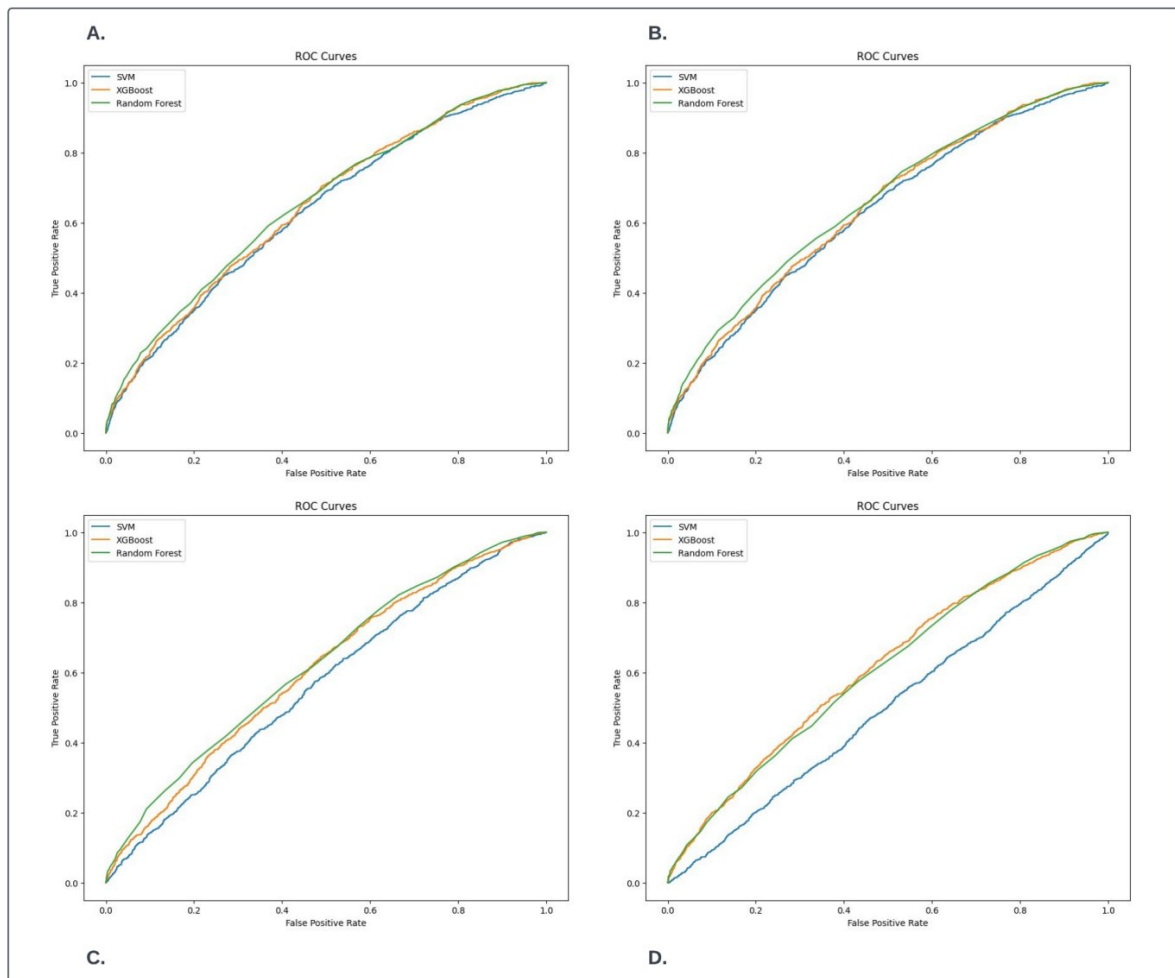 A.
ROC Curves
SVM
XGBoost
Random Forest
True Positive Rate
1.0
0.8
0.6
0.4
0.2
0.0
0.0 0.2 0.4 0.6 0.8 1.0
False Positive Rate
B.
ROC Curves
SVM
XGBoost
Random Forest
True Positive Rate
1.0
0.8
0.6
0.4
0.2
0.0
0.0 0.2 0.4 0.6 0.8 1.0
False Positive Rate
ROC Curves
SVM
XGBoost
Random Forest
True Positive Rate
1.0
0.8
0.6
0.4
0.2
0.0
0.0 0.2 0.4 0.6 0.8 1.0
False Positive Rate
C.
ROC Curves
SVM
XGBoost
Random Forest
True Positive Rate
1.0
0.8
0.6
0.4
0.2
0.0
0.0 0.2 0.4 0.6 0.8 1.0
False Positive Rate
D.